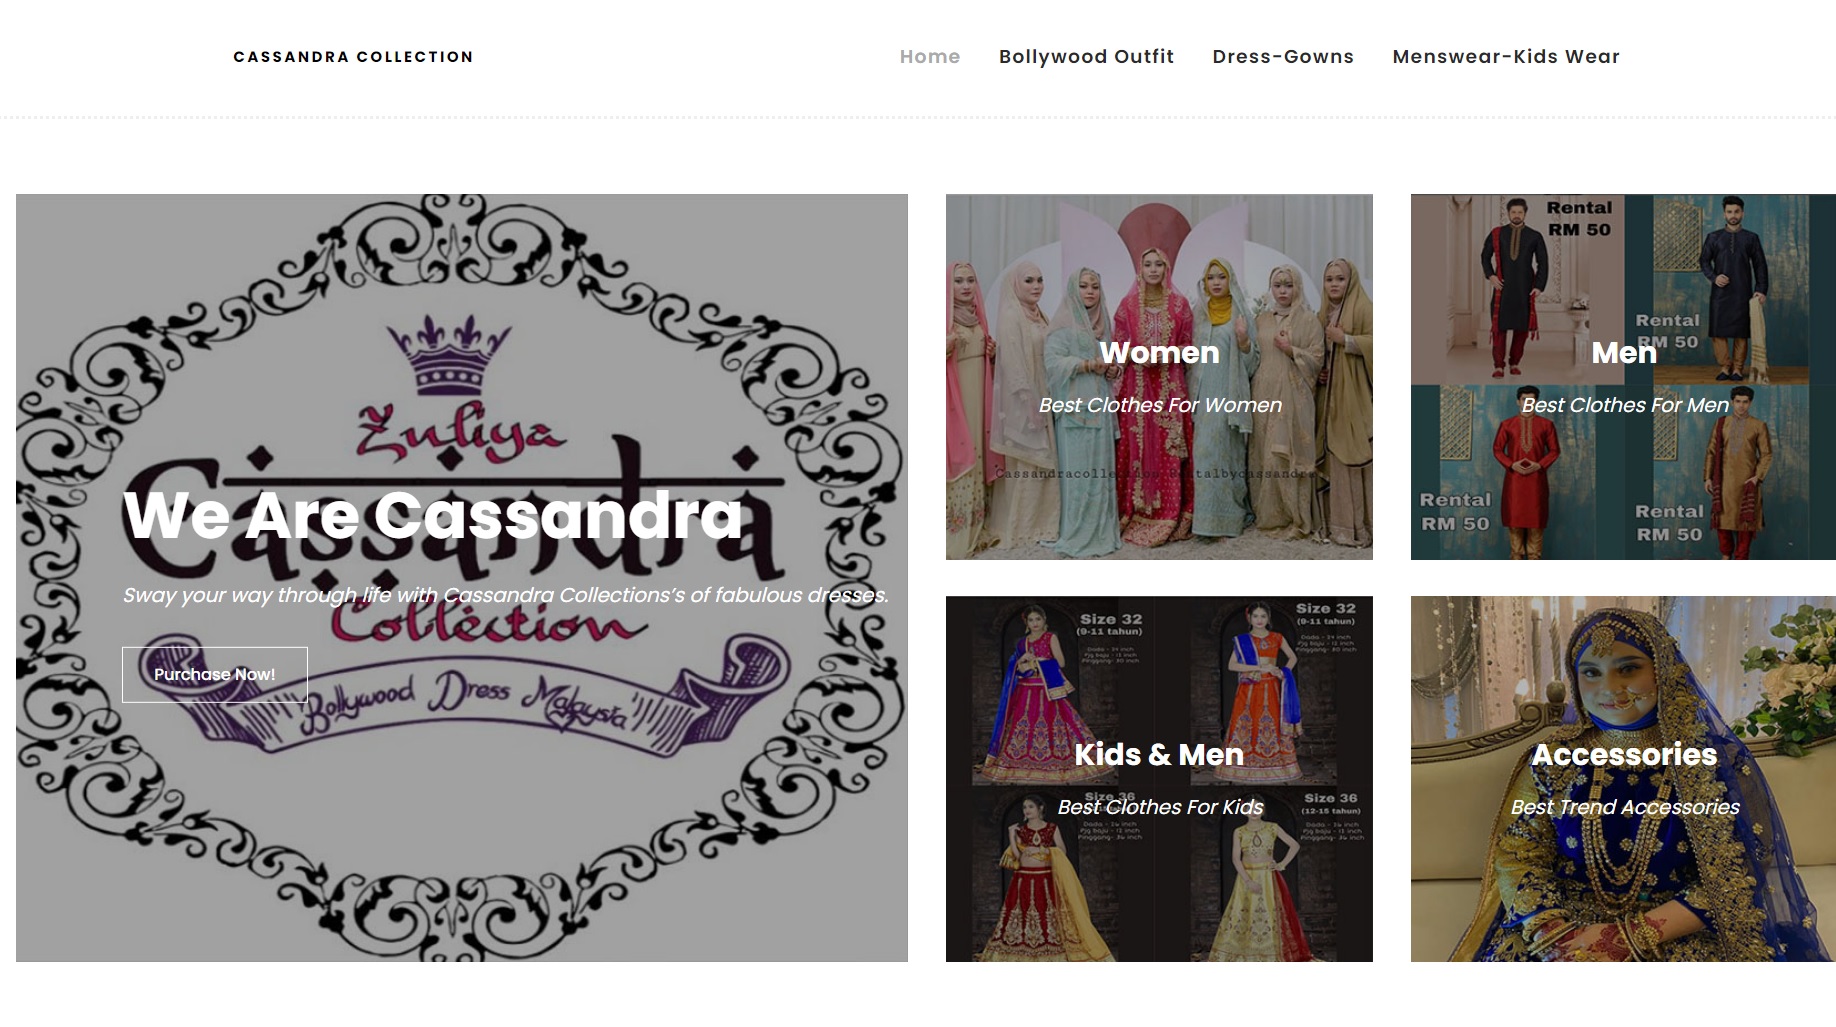 CASSANDRA COLLECTION
Home
Bollywood Outfit
Dress-Gowns
Menswear-Kids Wear
Zuliya
Cassandra
Collection
Bollywood Dress Malaysia
We Are Cassandra
Sway your way through life with Cassandra Collections's of fabulous dresses.
Purchase Now!
Women
Best Clothes For Women
Rental
RM 50
Rental
RM 50
Men
Best Clothes For Men
Rental
RM 50
Rental
RM 50
Size 32
(9-11 tahun)
Size 32
(9-11 tahun)
Kids & Men
Best Clothes For Kids
Size 36
Size 36
(12-15 tahun)
Accessories
Best Trend Accessories